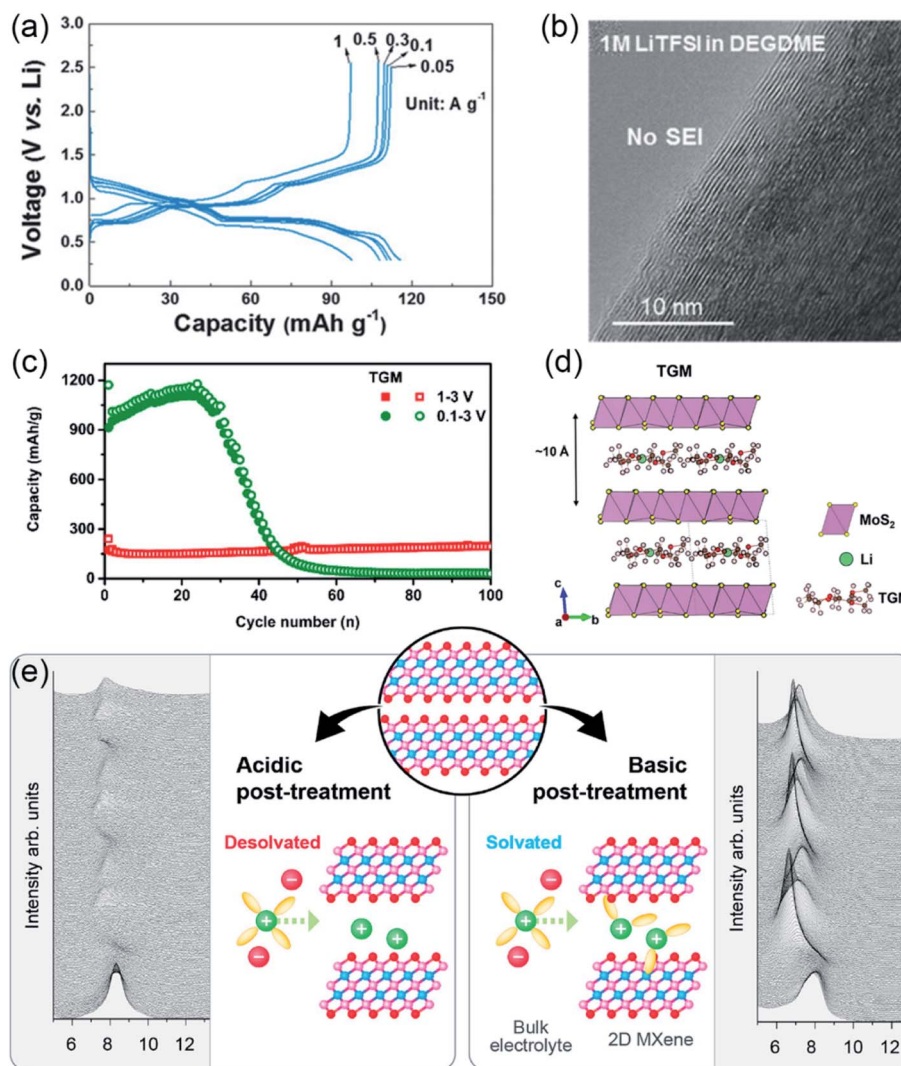 (a)
3.0
2.5
2.0
1.5
1.0
0.5
0.0
Voltage (V vs. Li)
1
0.5
0.3
0.1
0.05
Unit: A g⁻¹
0
30
60
90
120
150
Capacity (mAh g⁻¹)
(b)
1M LiTFSI in DEGDME
No SEI
10 nm
(c)
1200
900
600
300
0
Capacity (mAh/g)
TGM
1-3 V
0.1-3 V
0
20
40
60
80
100
Cycle number (n)
(d)
TGM
~10 Å
c
a
b
MoS₂
Li
TGM
(e)
Intensity arb. units
6
8
10
12
Acidic
post-treatment
Desolvated
Basic
post-treatment
Solvated
Bulk
electrolyte
2D MXene
Intensity arb. units
6
8
10
12